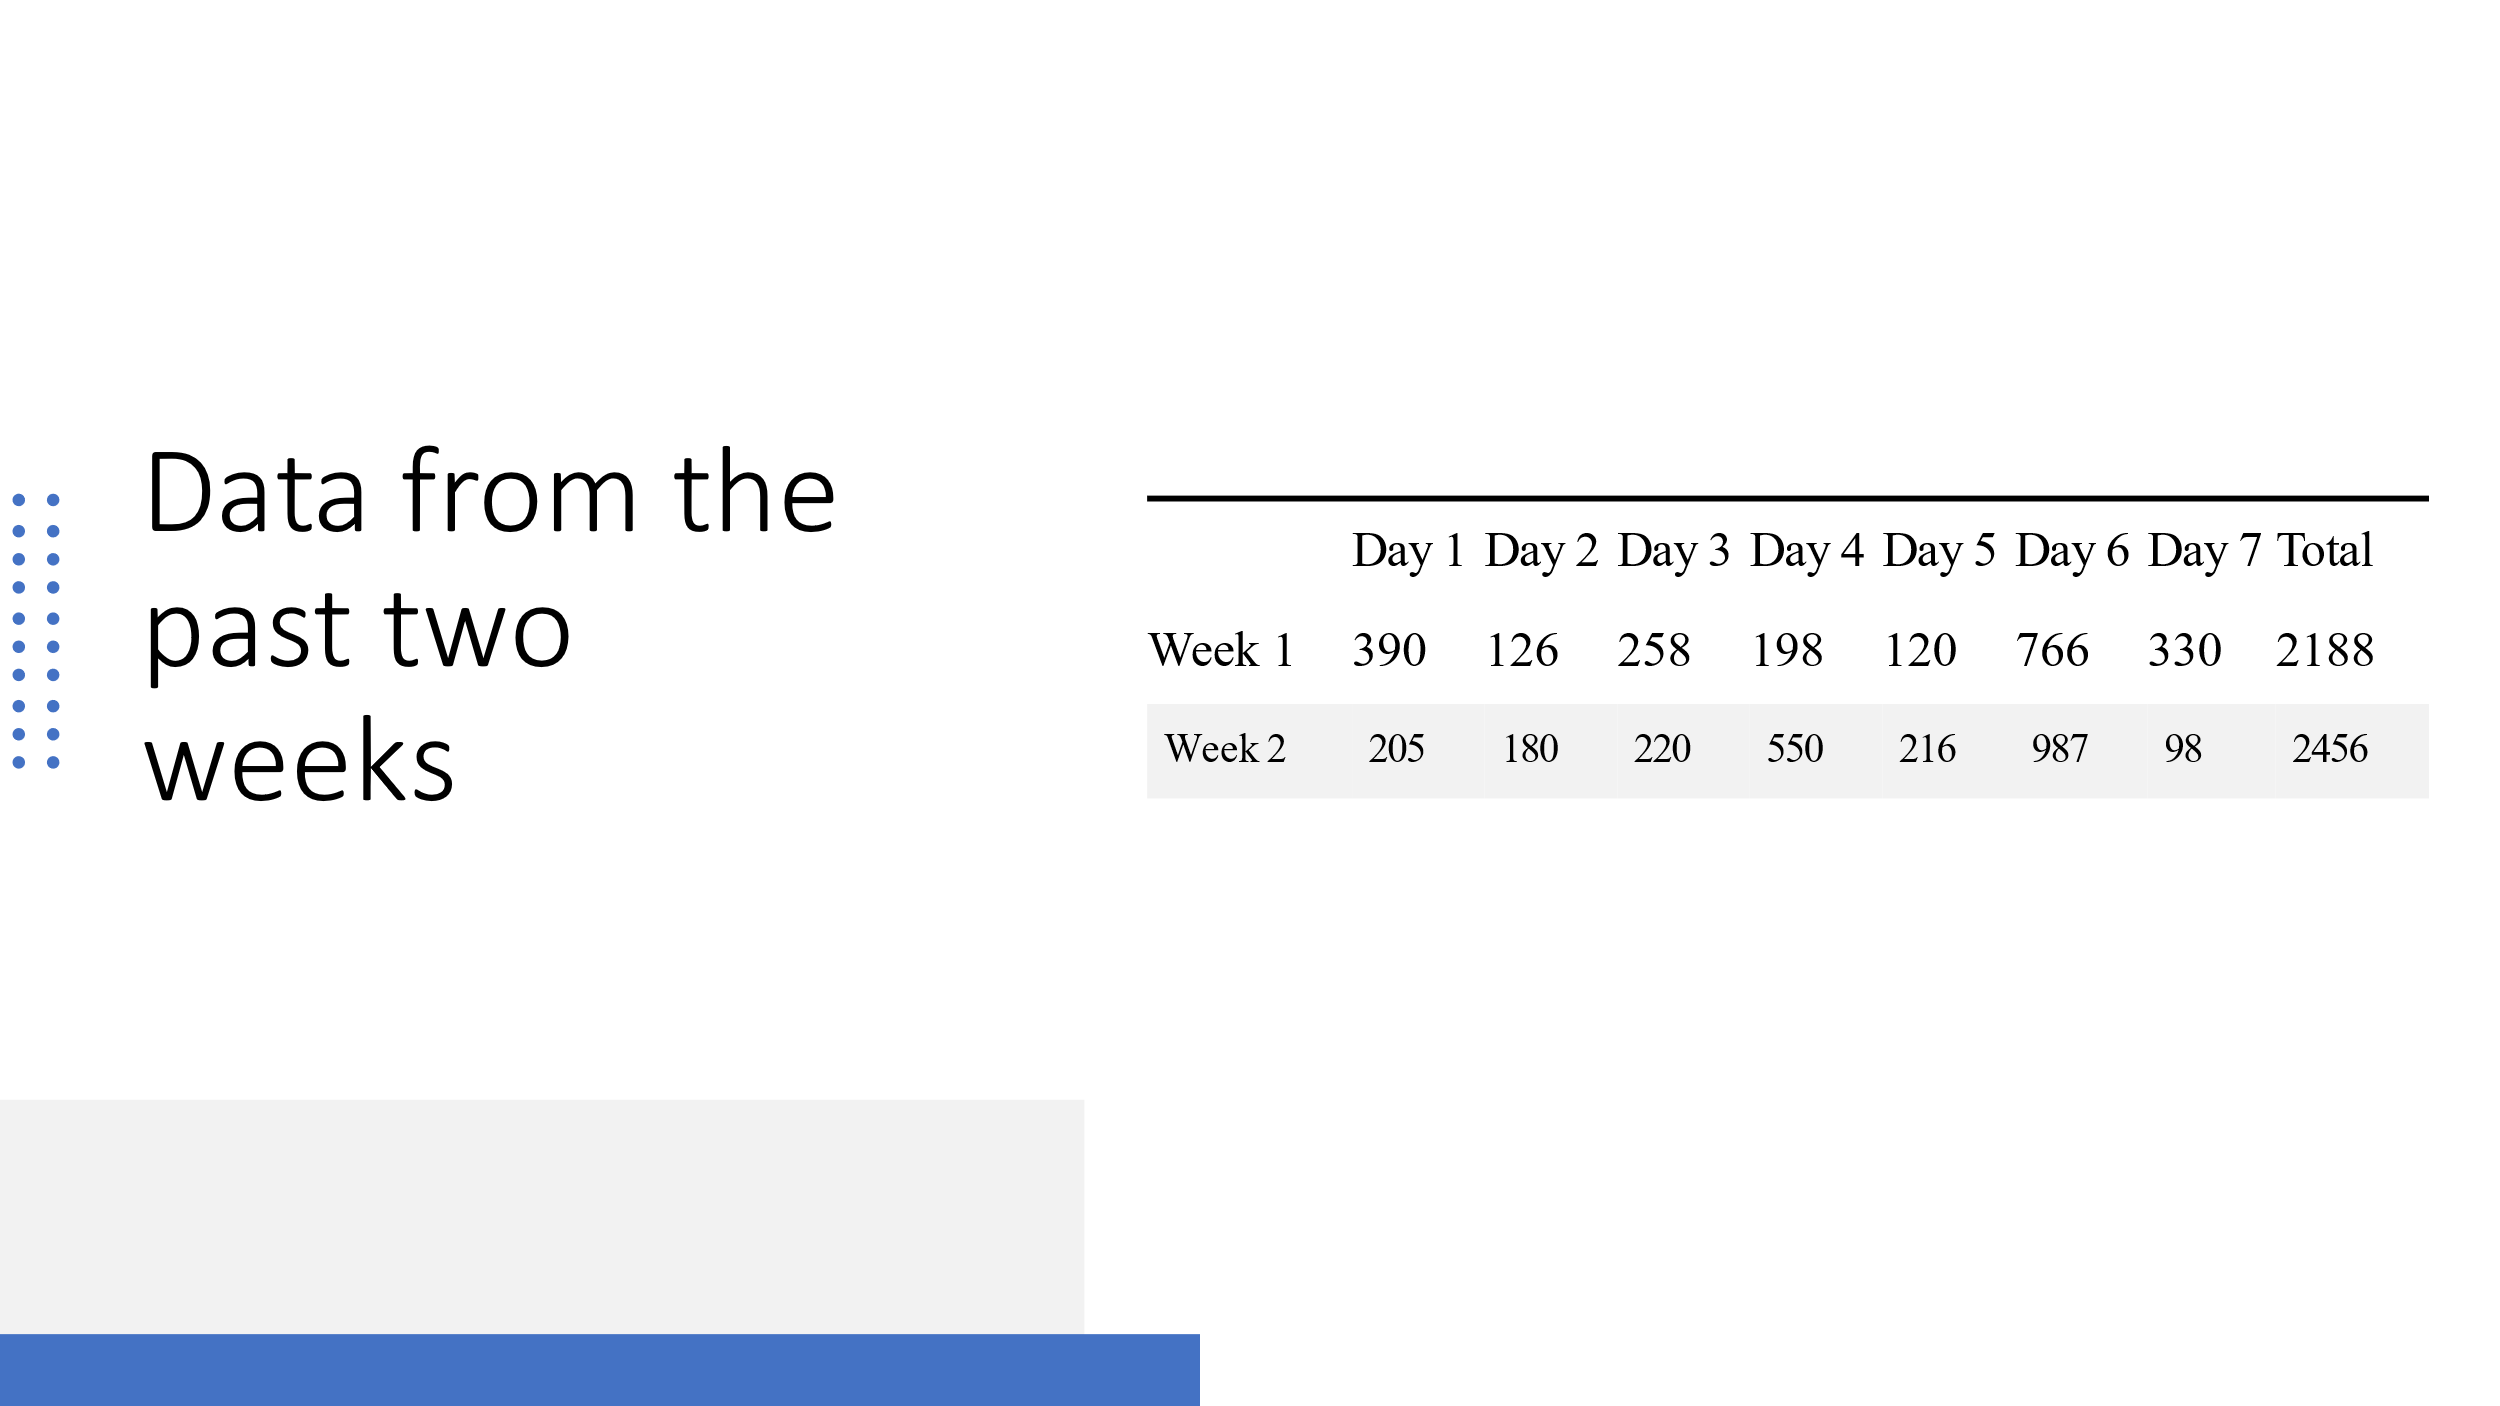 Data from the
past two
weeks
Day 1 Day 2 Day 3 Day 4 Day 5 Day 6 Day 7 Total
Week 1 390 126 258 198 120 766 330 2188
Week 2 205 180 220 550 216 987 98 2456